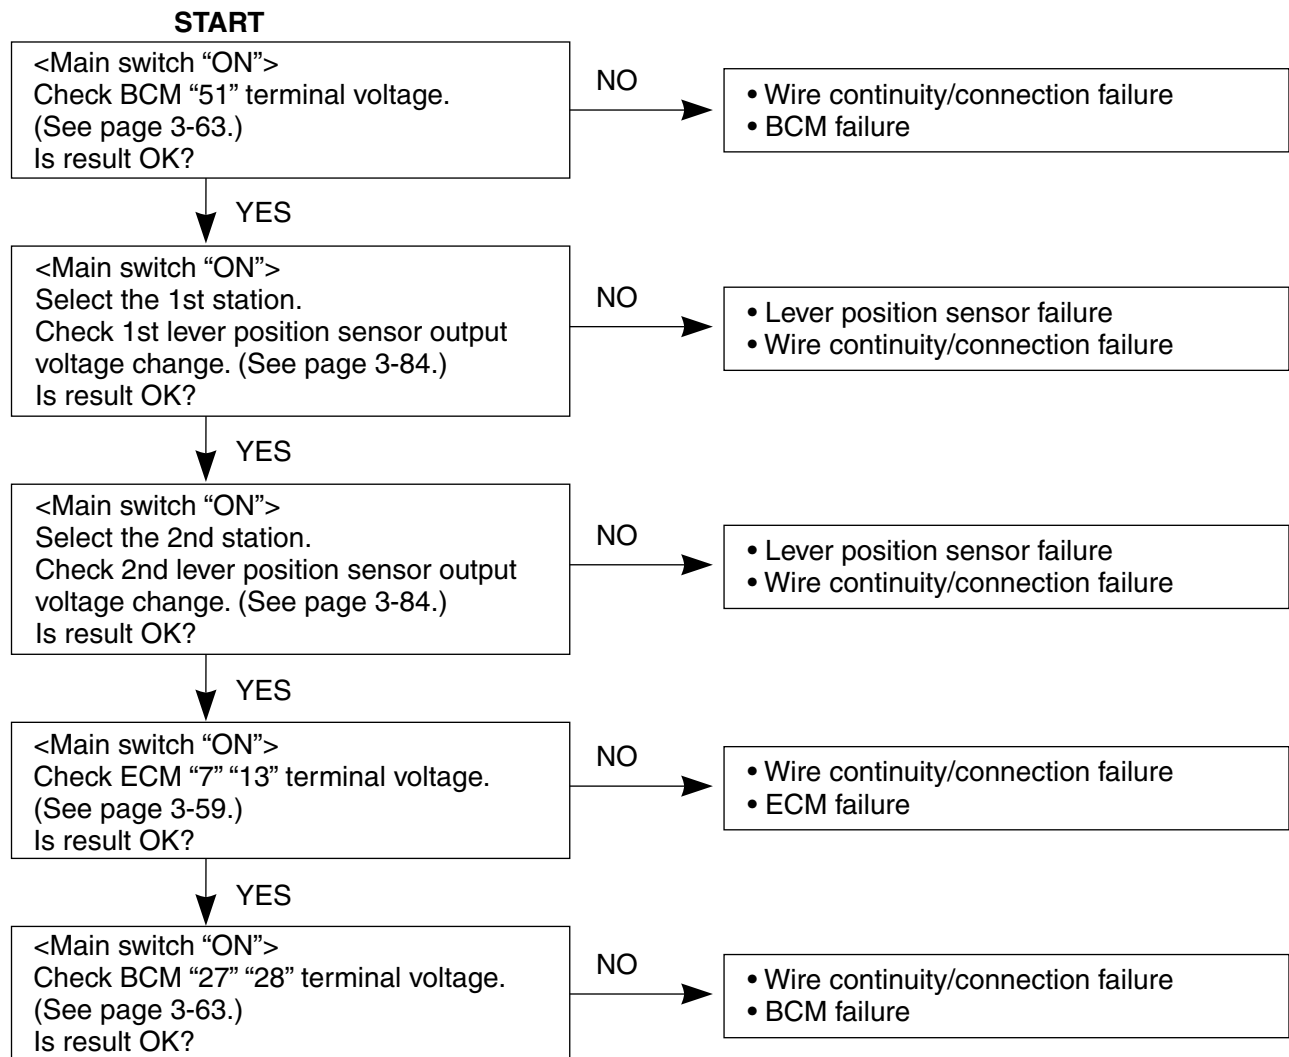 START
<Main switch “ON”>
Check BCM “51” terminal voltage.
(See page 3-63.)
Is result OK?
NO
• Wire continuity/connection failure
• BCM failure
YES
<Main switch “ON”>
Select the 1st station.
Check 1st lever position sensor output
voltage change. (See page 3-84.)
Is result OK?
NO
• Lever position sensor failure
• Wire continuity/connection failure
YES
<Main switch “ON”>
Select the 2nd station.
Check 2nd lever position sensor output
voltage change. (See page 3-84.)
Is result OK?
NO
• Lever position sensor failure
• Wire continuity/connection failure
YES
<Main switch “ON”>
Check ECM “7” “13” terminal voltage.
(See page 3-59.)
Is result OK?
NO
• Wire continuity/connection failure
• ECM failure
YES
<Main switch “ON”>
Check BCM “27” “28” terminal voltage.
(See page 3-63.)
Is result OK?
NO
• Wire continuity/connection failure
• BCM failure